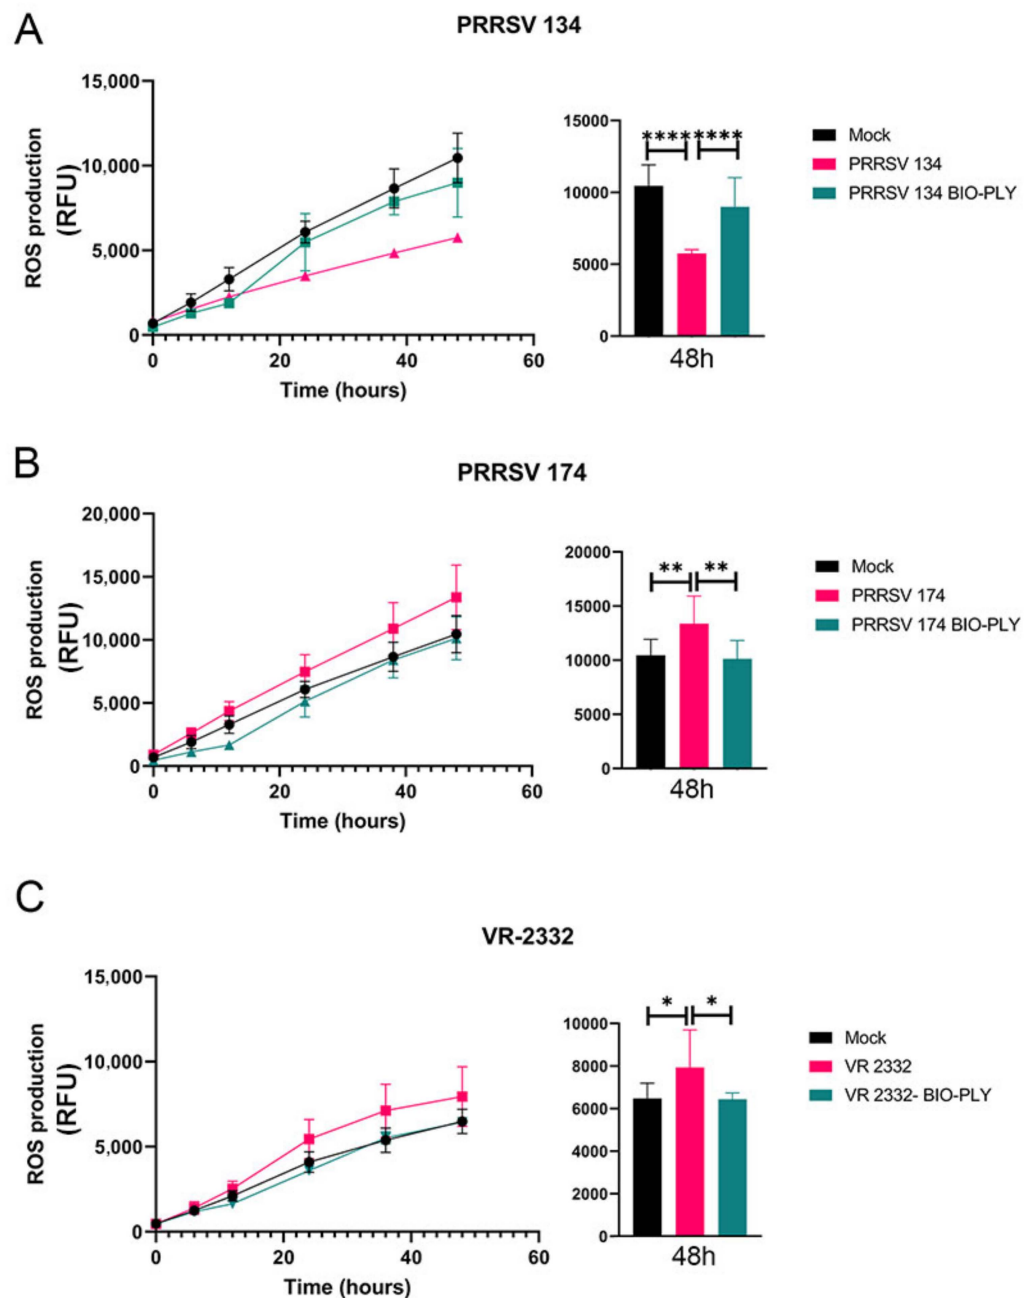 A
PRRSV 134
ROS production
(RFU)
15,000
10,000
5,000
0
0
20
40
60
Time (hours)
15000
10000
5000
0
********
48h
Mock
PRRSV 134
PRRSV 134 BIO-PLY
B
PRRSV 174
ROS production
(RFU)
20,000
15,000
10,000
5,000
0
0
20
40
60
Time (hours)
20000
15000
10000
5000
0
** **
48h
Mock
PRRSV 174
PRRSV 174 BIO-PLY
C
VR-2332
ROS production
(RFU)
15,000
10,000
5,000
0
0
20
40
60
Time (hours)
10000
8000
6000
4000
2000
0
* *
48h
Mock
VR 2332
VR 2332- BIO-PLY